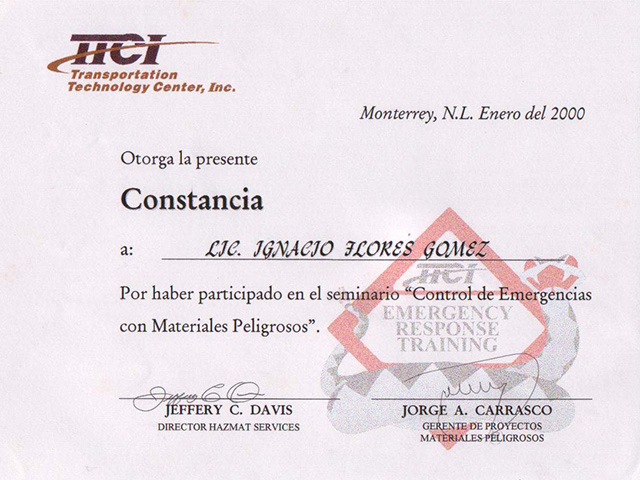 TTCI
Transportation
Technology Center, Inc.
Monterrey, N.L. Enero del 2000
Otorga la presente
Constancia
a: LIC. IGNACIO FLORES GOMEZ
Por haber participado en el seminario “Control de Emergencias
con Materiales Peligrosos”.
TTCI
EMERGENCY
RESPONSE
TRAINING
JEFFERY C. DAVIS
DIRECTOR HAZMAT SERVICES
JORGE A. CARRASCO
GERENTE DE PROYECTOS
MATERIALES PELIGROSOS